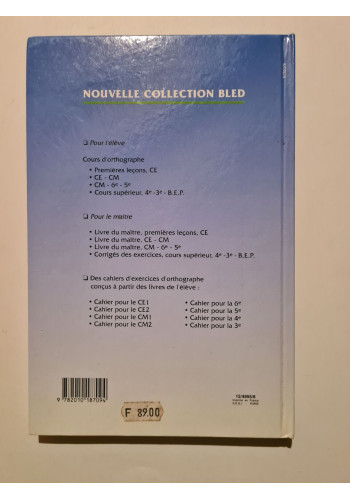 NOUVELLE COLLECTION BLED
❑ Pour l'élève
Cours d'orthographe
• Premières leçons, CE
• CE - CM
• CM - 6e - 5e
• Cours supérieur, 4e -3e - B.E.P.
❑ Pour le maître
• Livre du maître, premières leçons, CE
• Livre du maître, CE - CM
• Livre du maître, CM - 6e - 5e
• Corrigés des exercices, cours supérieur, 4e -3e - B.E.P.
❑ Des cahiers d'exercices d'orthographe
conçus à partir des livres de l'élève :
• Cahier pour le CE1
• Cahier pour le CE2
• Cahier pour le CM1
• Cahier pour le CM2
• Cahier pour la 6e
• Cahier pour la 5e
• Cahier pour la 4e
• Cahier pour la 3e
9 782010 187094
F 89.00